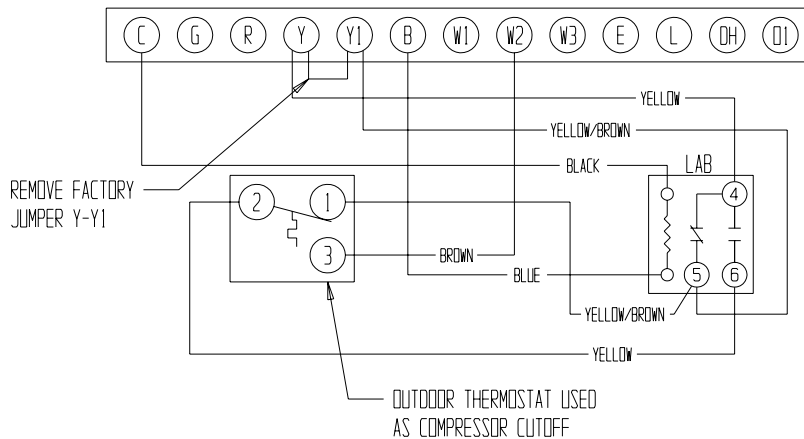 C G R Y Y1 B W1 W2 W3 E L DH O1
YELLOW
YELLOW/BROWN
BLACK
LAB
REMOVE FACTORY
JUMPER Y-Y1
2 1
4
3
BROWN
BLUE
5 6
YELLOW/BROWN
YELLOW
OUTDOOR THERMOSTAT USED
AS COMPRESSOR CUTOFF